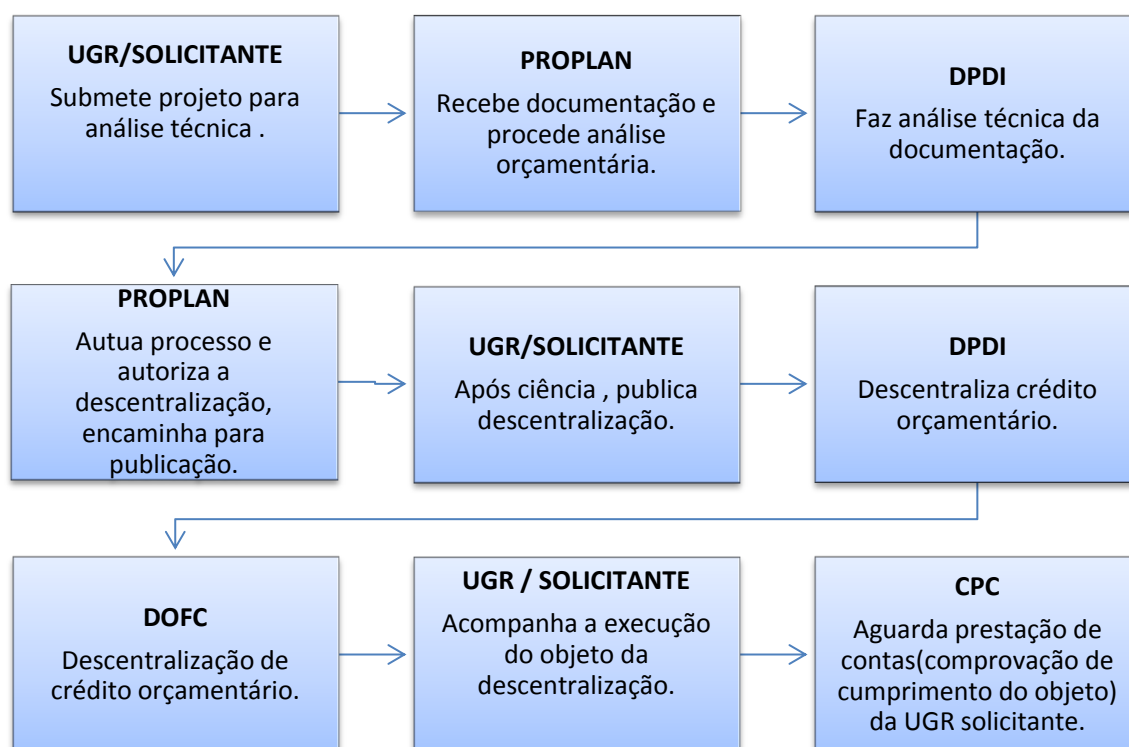 UGR/SOLICITANTE
Submete projeto para
análise técnica .
PROPLAN
Recebe documentação e
procede análise
orçamentária.
DPDI
Faz análise técnica da
documentação.
PROPLAN
Autua processo e
autoriza a
descentralização,
encaminha para
publicação.
UGR/SOLICITANTE
Após ciência , publica
descentralização.
DPDI
Descentraliza crédito
orçamentário.
DOFC
Descentralização de
crédito orçamentário.
UGR / SOLICITANTE
Acompanha a execução
do objeto da
descentralização.
CPC
Aguarda prestação de
contas(comprovação de
cumprimento do objeto)
da UGR solicitante.